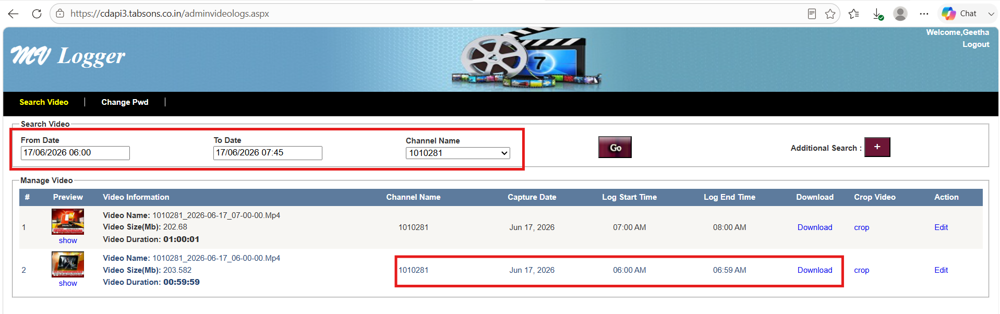 https://cdapi3.tabsons.co.in/adminvideologs.aspx
Chat
Welcome,Geetha
Logout
MV Logger
7
Search Video | Change Pwd |
Search Video
From Date To Date Channel Name
17/06/2026 06:00 17/06/2026 07:45 1010281 Go Additional Search : +
Manage Video
# Preview Video Information Channel Name Capture Date Log Start Time Log End Time Download Crop Video Action
Video Name: 1010281_2026-06-17_07-00-00.Mp4
1 Video Size(Mb): 202.68 1010281 Jun 17, 2026 07:00 AM 08:00 AM Download crop Edit
show Video Duration: 01:00:01
Video Name: 1010281_2026-06-17_06-00-00.Mp4
2 Video Size(Mb): 203.582 1010281 Jun 17, 2026 06:00 AM 06:59 AM Download crop Edit
show Video Duration: 00:59:59